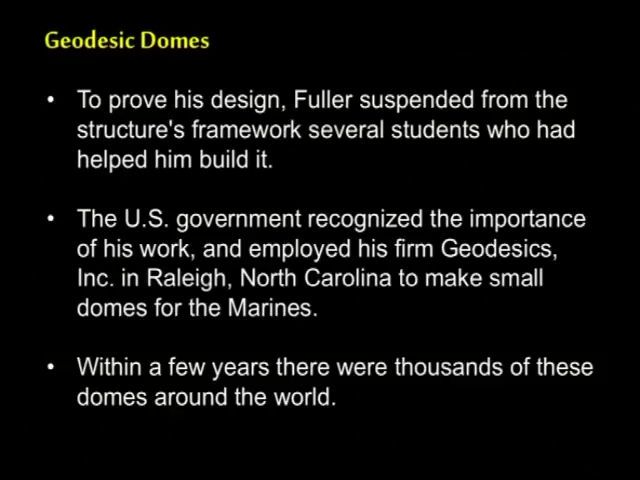 Geodesic Domes
• To prove his design, Fuller suspended from the
structure's framework several students who had
helped him build it.
• The U.S. government recognized the importance
of his work, and employed his firm Geodesics,
Inc. in Raleigh, North Carolina to make small
domes for the Marines.
• Within a few years there were thousands of these
domes around the world.